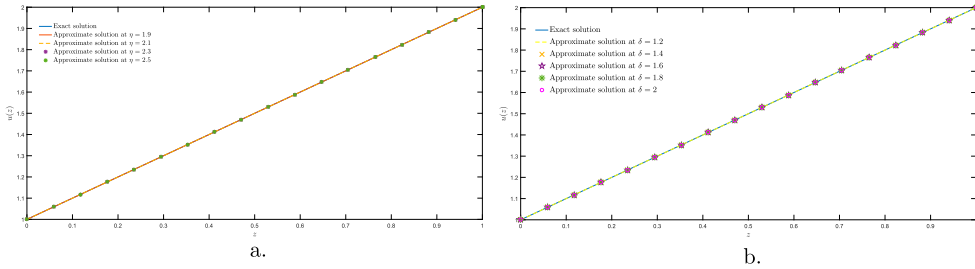 2
1.9
1.8
1.7
1.6
1.5
1.4
1.3
1.2
1.1
1
u(z)
Exact solution
Approximate solution at η = 1.9
Approximate solution at η = 2.1
Approximate solution at η = 2.3
Approximate solution at η = 2.5
0 0.1 0.2 0.3 0.4 0.5 0.6 0.7 0.8 0.9 1
z
a.
2
1.9
1.8
1.7
1.6
1.5
1.4
1.3
1.2
1.1
1
u(z)
Exact solution
Approximate solution at δ = 1.2
Approximate solution at δ = 1.4
Approximate solution at δ = 1.6
Approximate solution at δ = 1.8
Approximate solution at δ = 2
0 0.1 0.2 0.3 0.4 0.5 0.6 0.7 0.8 0.9 1
z
b.